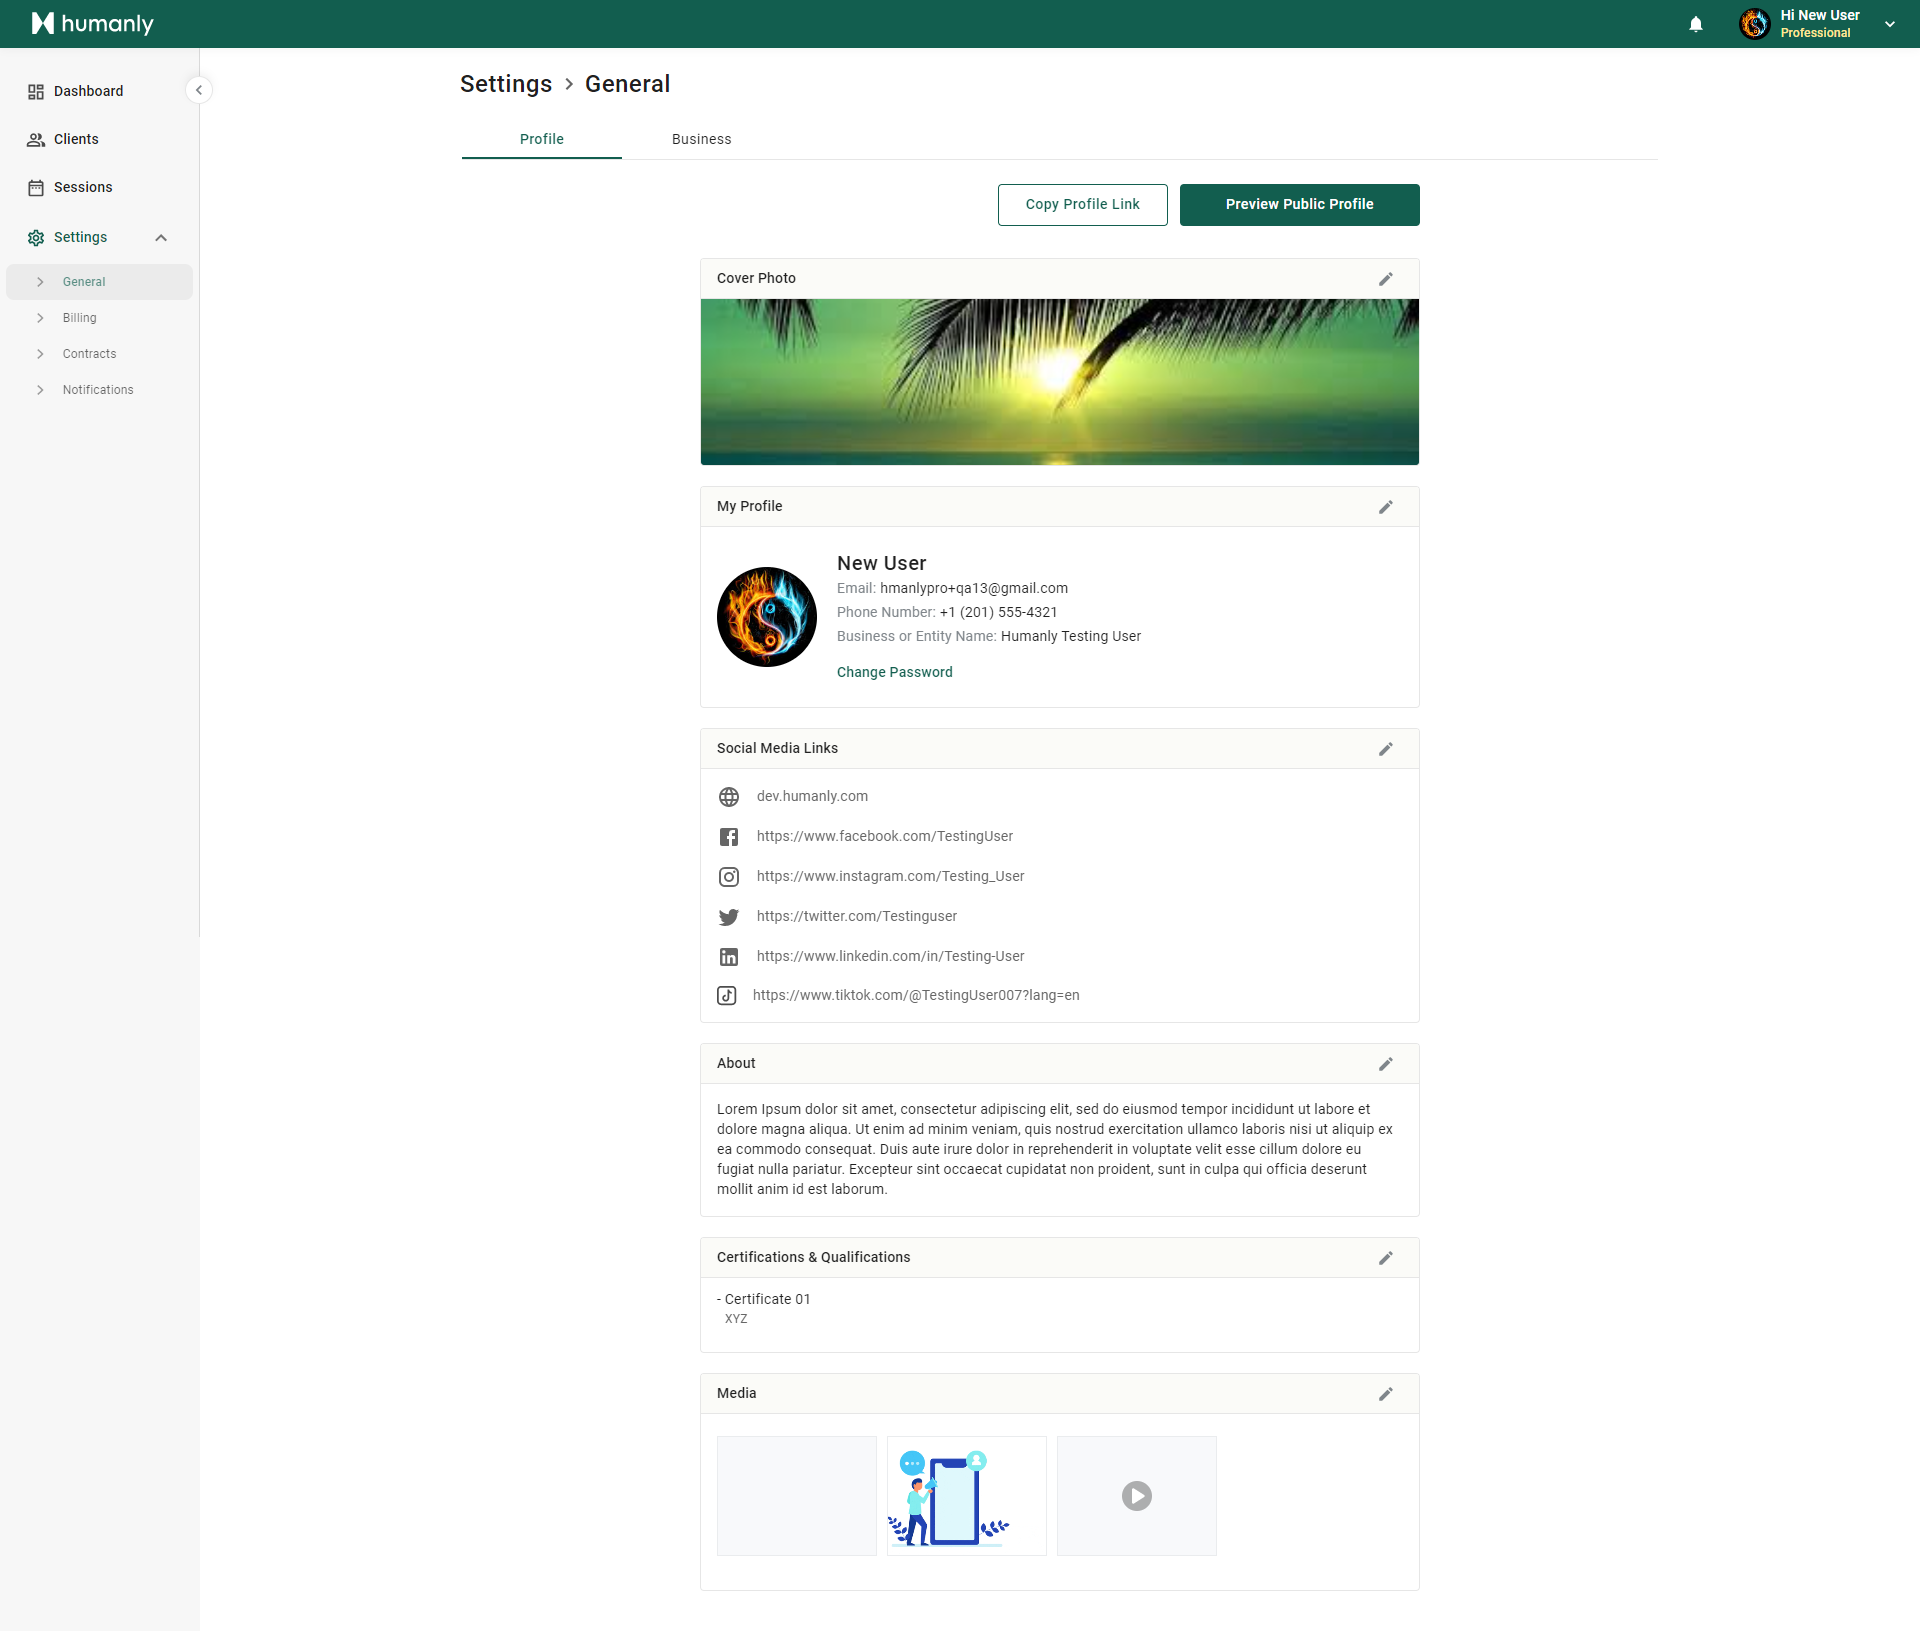 humanly
Hi New User
Professional
Dashboard
Clients
Sessions
Settings
General
Billing
Contracts
Notifications
Settings > General
Profile
Business
Copy Profile Link
Preview Public Profile
Cover Photo
My Profile
New User
Email: hmanlypro+qa13@gmail.com
Phone Number: +1 (201) 555-4321
Business or Entity Name: Humanly Testing User
Change Password
Social Media Links
dev.humanly.com
https://www.facebook.com/TestingUser
https://www.instagram.com/Testing_User
https://twitter.com/Testinguser
https://www.linkedin.com/in/Testing-User
https://www.tiktok.com/@TestingUser007?lang=en
About
Lorem Ipsum dolor sit amet, consectetur adipiscing elit, sed do eiusmod tempor incididunt ut labore et
dolore magna aliqua. Ut enim ad minim veniam, quis nostrud exercitation ullamco laboris nisi ut aliquip ex
ea commodo consequat. Duis aute irure dolor in reprehenderit in voluptate velit esse cillum dolore eu
fugiat nulla pariatur. Excepteur sint occaecat cupidatat non proident, sunt in culpa qui officia deserunt
mollit anim id est laborum.
Certifications & Qualifications
- Certificate 01
XYZ
Media